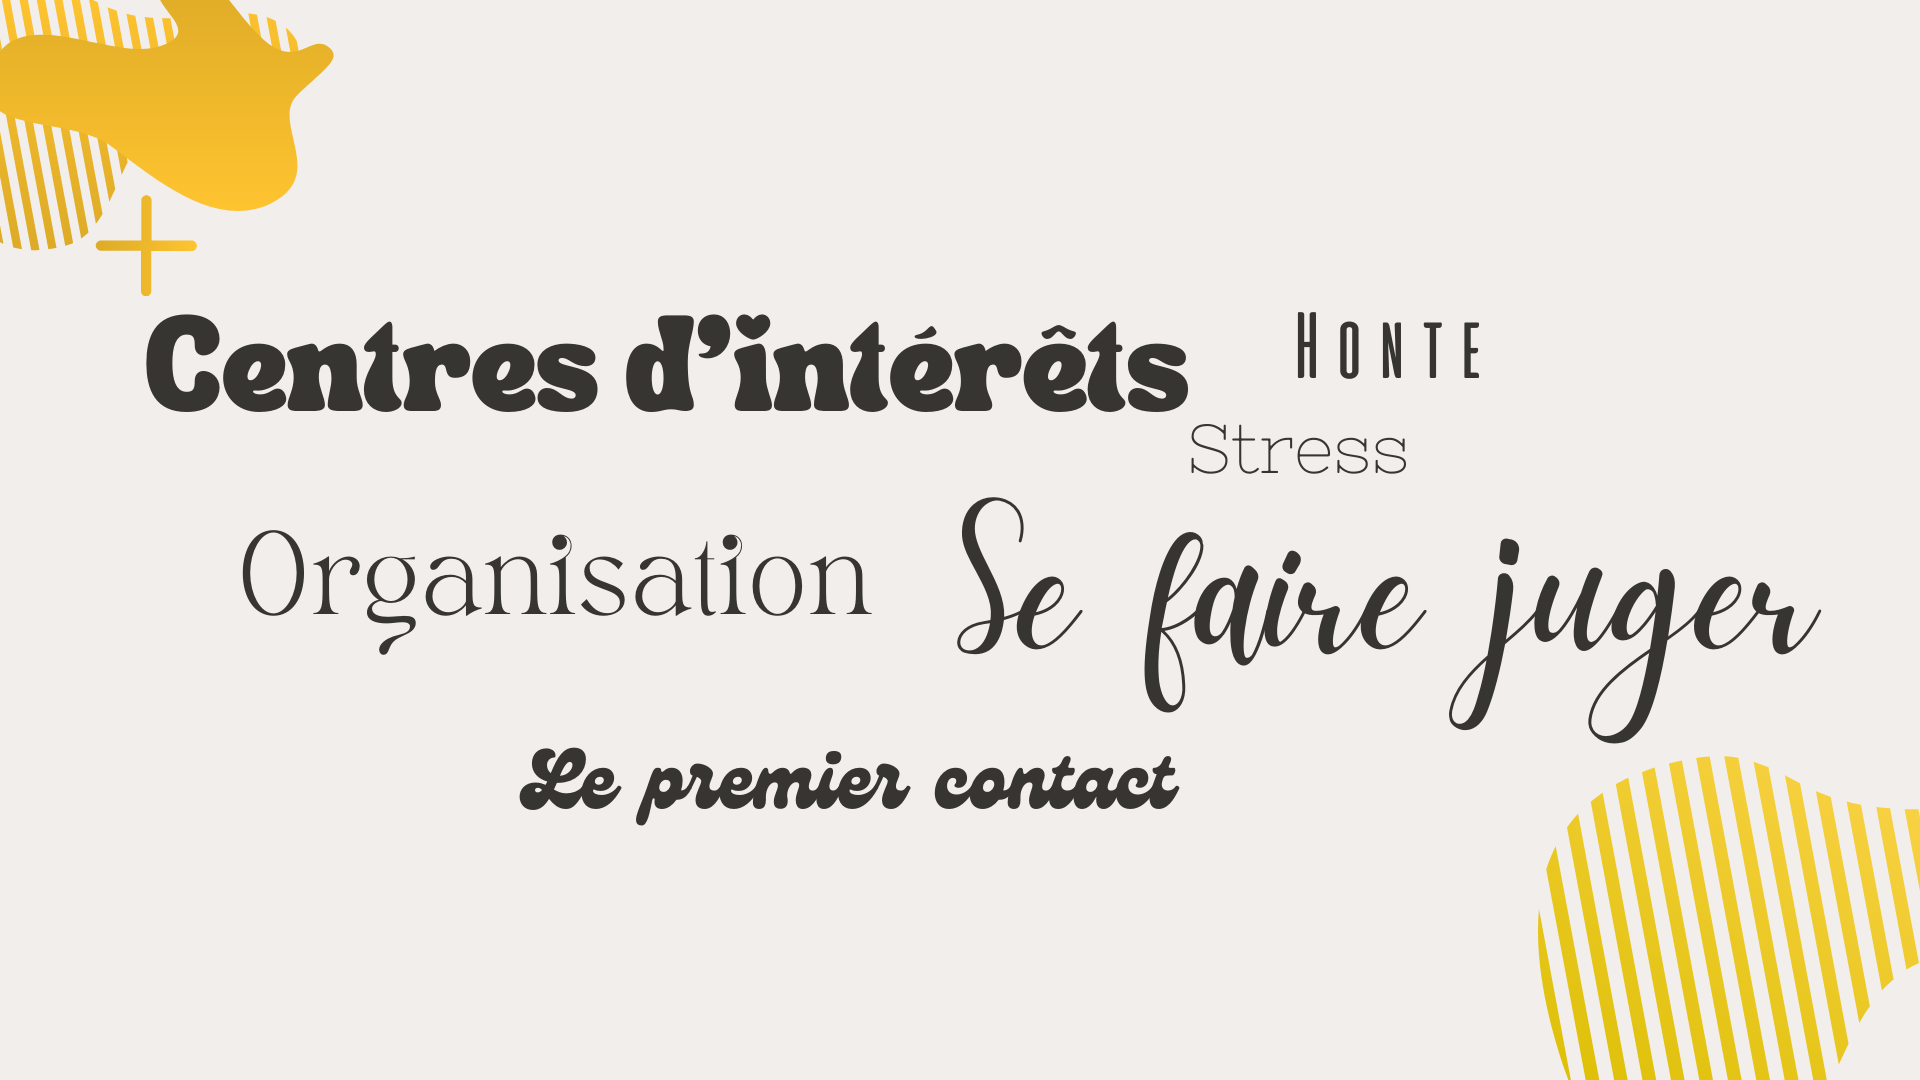 Centres d’intérêts
Honte
Stress
Organisation
Se faire juger
Le premier contact